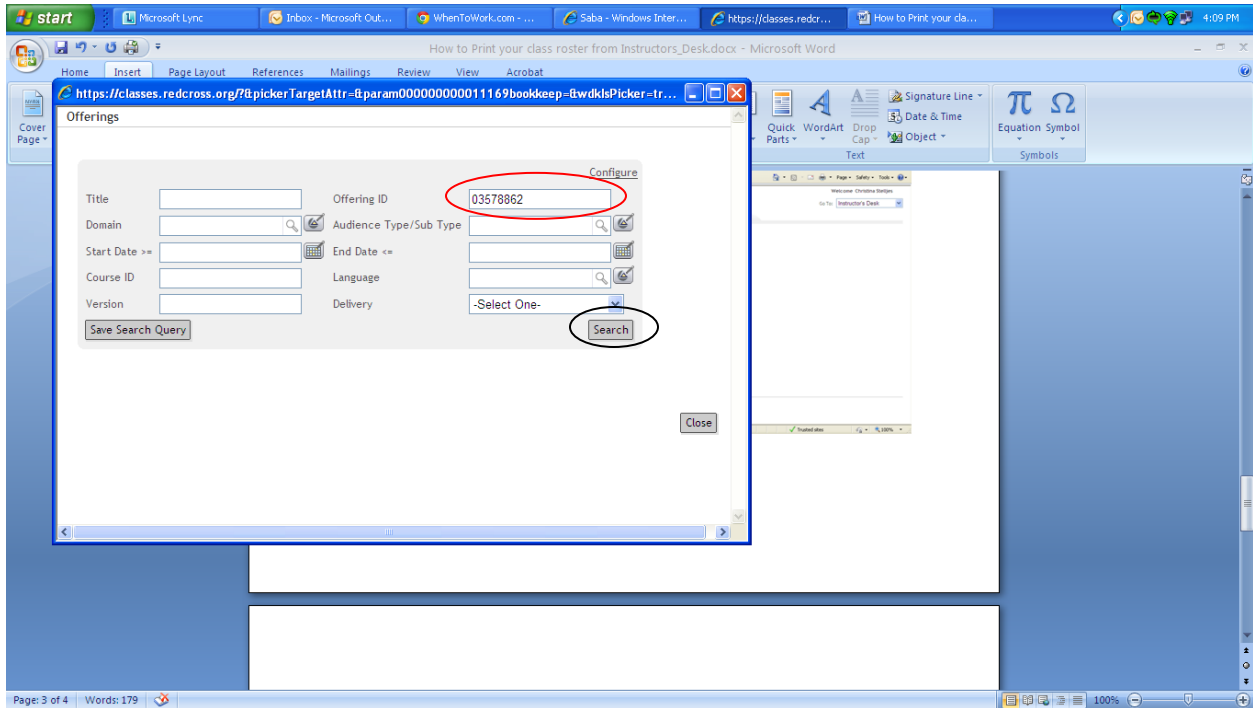 start
Microsoft Lync
Inbox - Microsoft Out...
WhenToWork.com - ...
Saba - Windows Inter...
https://classes.redcr...
How to Print your cla...
4:09 PM
How to Print your class roster from Instructors_Desk.docx - Microsoft Word
Home Insert Page Layout References Mailings Review View Acrobat
https://classes.redcross.org/?&pickerTargetAttr=&param000000000011169bookkeep=&wdkIsPicker=tr...
Cover
Page
Quick
Parts
WordArt
Drop
Cap
Signature Line
Date & Time
Object
Text
Equation
Symbol
Symbols
Offerings
Configure
Title
Offering ID 03578862
Domain
Audience Type/Sub Type
Start Date >=
End Date <=
Course ID
Language
Version
Delivery -Select One-
Save Search Query
Search
Close
Page Safety Tools
Welcome Christina
Go To: Instructor's Desk
Trusted sites
100%
Page: 3 of 4 Words: 179
100%